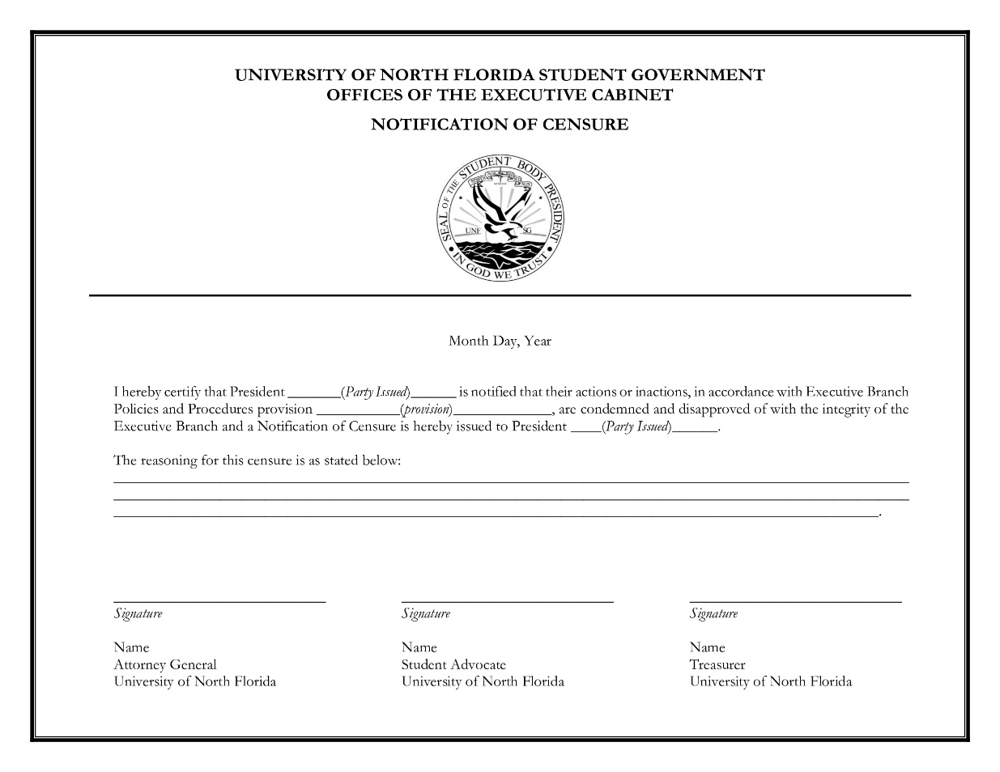 UNIVERSITY OF NORTH FLORIDA STUDENT GOVERNMENT
OFFICES OF THE EXECUTIVE CABINET
NOTIFICATION OF CENSURE
SEAL OF THE STUDENT BODY PRESIDENT
UNF SG
IN GOD WE TRUST
Month Day, Year
I hereby certify that President _______(Party Issued)______ is notified that their actions or inactions, in accordance with Executive Branch
Policies and Procedures provision ___________(provision)_____________, are condemned and disapproved of with the integrity of the
Executive Branch and a Notification of Censure is hereby issued to President ____(Party Issued)______.
The reasoning for this censure is as stated below:
Signature Signature Signature
Name Name Name
Attorney General Student Advocate Treasurer
University of North Florida University of North Florida University of North Florida